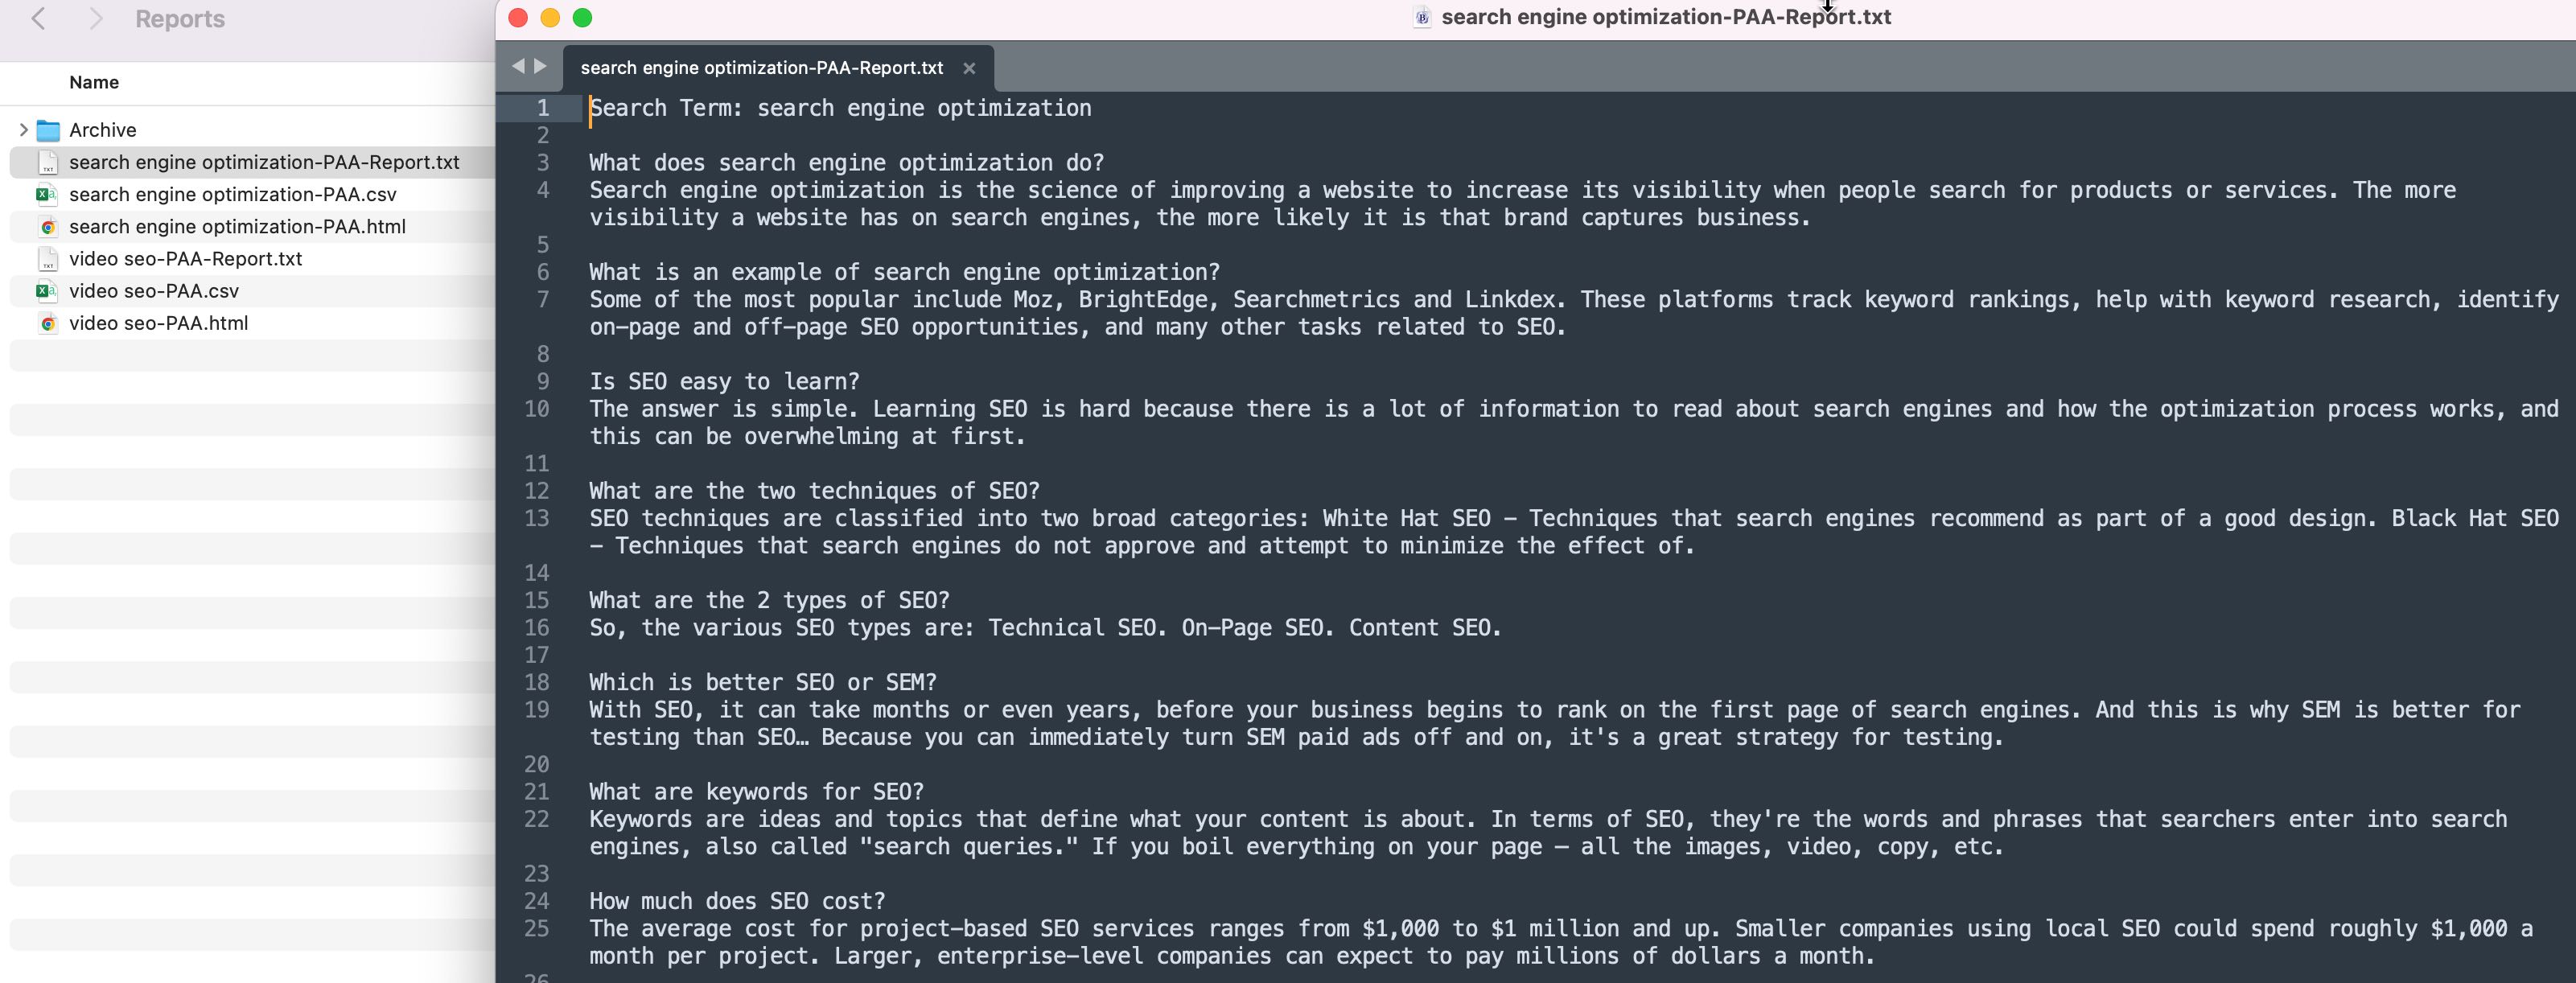 Reports
Name
Archive
search engine optimization-PAA-Report.txt
search engine optimization-PAA.csv
search engine optimization-PAA.html
video seo-PAA-Report.txt
video seo-PAA.csv
video seo-PAA.html
search engine optimization-PAA-Report.txt
search engine optimization-PAA-Report.txt
1 Search Term: search engine optimization
2
3 What does search engine optimization do?
4 Search engine optimization is the science of improving a website to increase its visibility when people search for products or services. The more
visibility a website has on search engines, the more likely it is that brand captures business.
5
6 What is an example of search engine optimization?
7 Some of the most popular include Moz, BrightEdge, Searchmetrics and Linkdex. These platforms track keyword rankings, help with keyword research, identify
on-page and off-page SEO opportunities, and many other tasks related to SEO.
8
9 Is SEO easy to learn?
10 The answer is simple. Learning SEO is hard because there is a lot of information to read about search engines and how the optimization process works, and
this can be overwhelming at first.
11
12 What are the two techniques of SEO?
13 SEO techniques are classified into two broad categories: White Hat SEO – Techniques that search engines recommend as part of a good design. Black Hat SEO
– Techniques that search engines do not approve and attempt to minimize the effect of.
14
15 What are the 2 types of SEO?
16 So, the various SEO types are: Technical SEO. On-Page SEO. Content SEO.
17
18 Which is better SEO or SEM?
19 With SEO, it can take months or even years, before your business begins to rank on the first page of search engines. And this is why SEM is better for
testing than SEO… Because you can immediately turn SEM paid ads off and on, it's a great strategy for testing.
20
21 What are keywords for SEO?
22 Keywords are ideas and topics that define what your content is about. In terms of SEO, they're the words and phrases that searchers enter into search
engines, also called "search queries." If you boil everything on your page — all the images, video, copy, etc.
23
24 How much does SEO cost?
25 The average cost for project-based SEO services ranges from $1,000 to $1 million and up. Smaller companies using local SEO could spend roughly $1,000 a
month per project. Larger, enterprise-level companies can expect to pay millions of dollars a month.
26